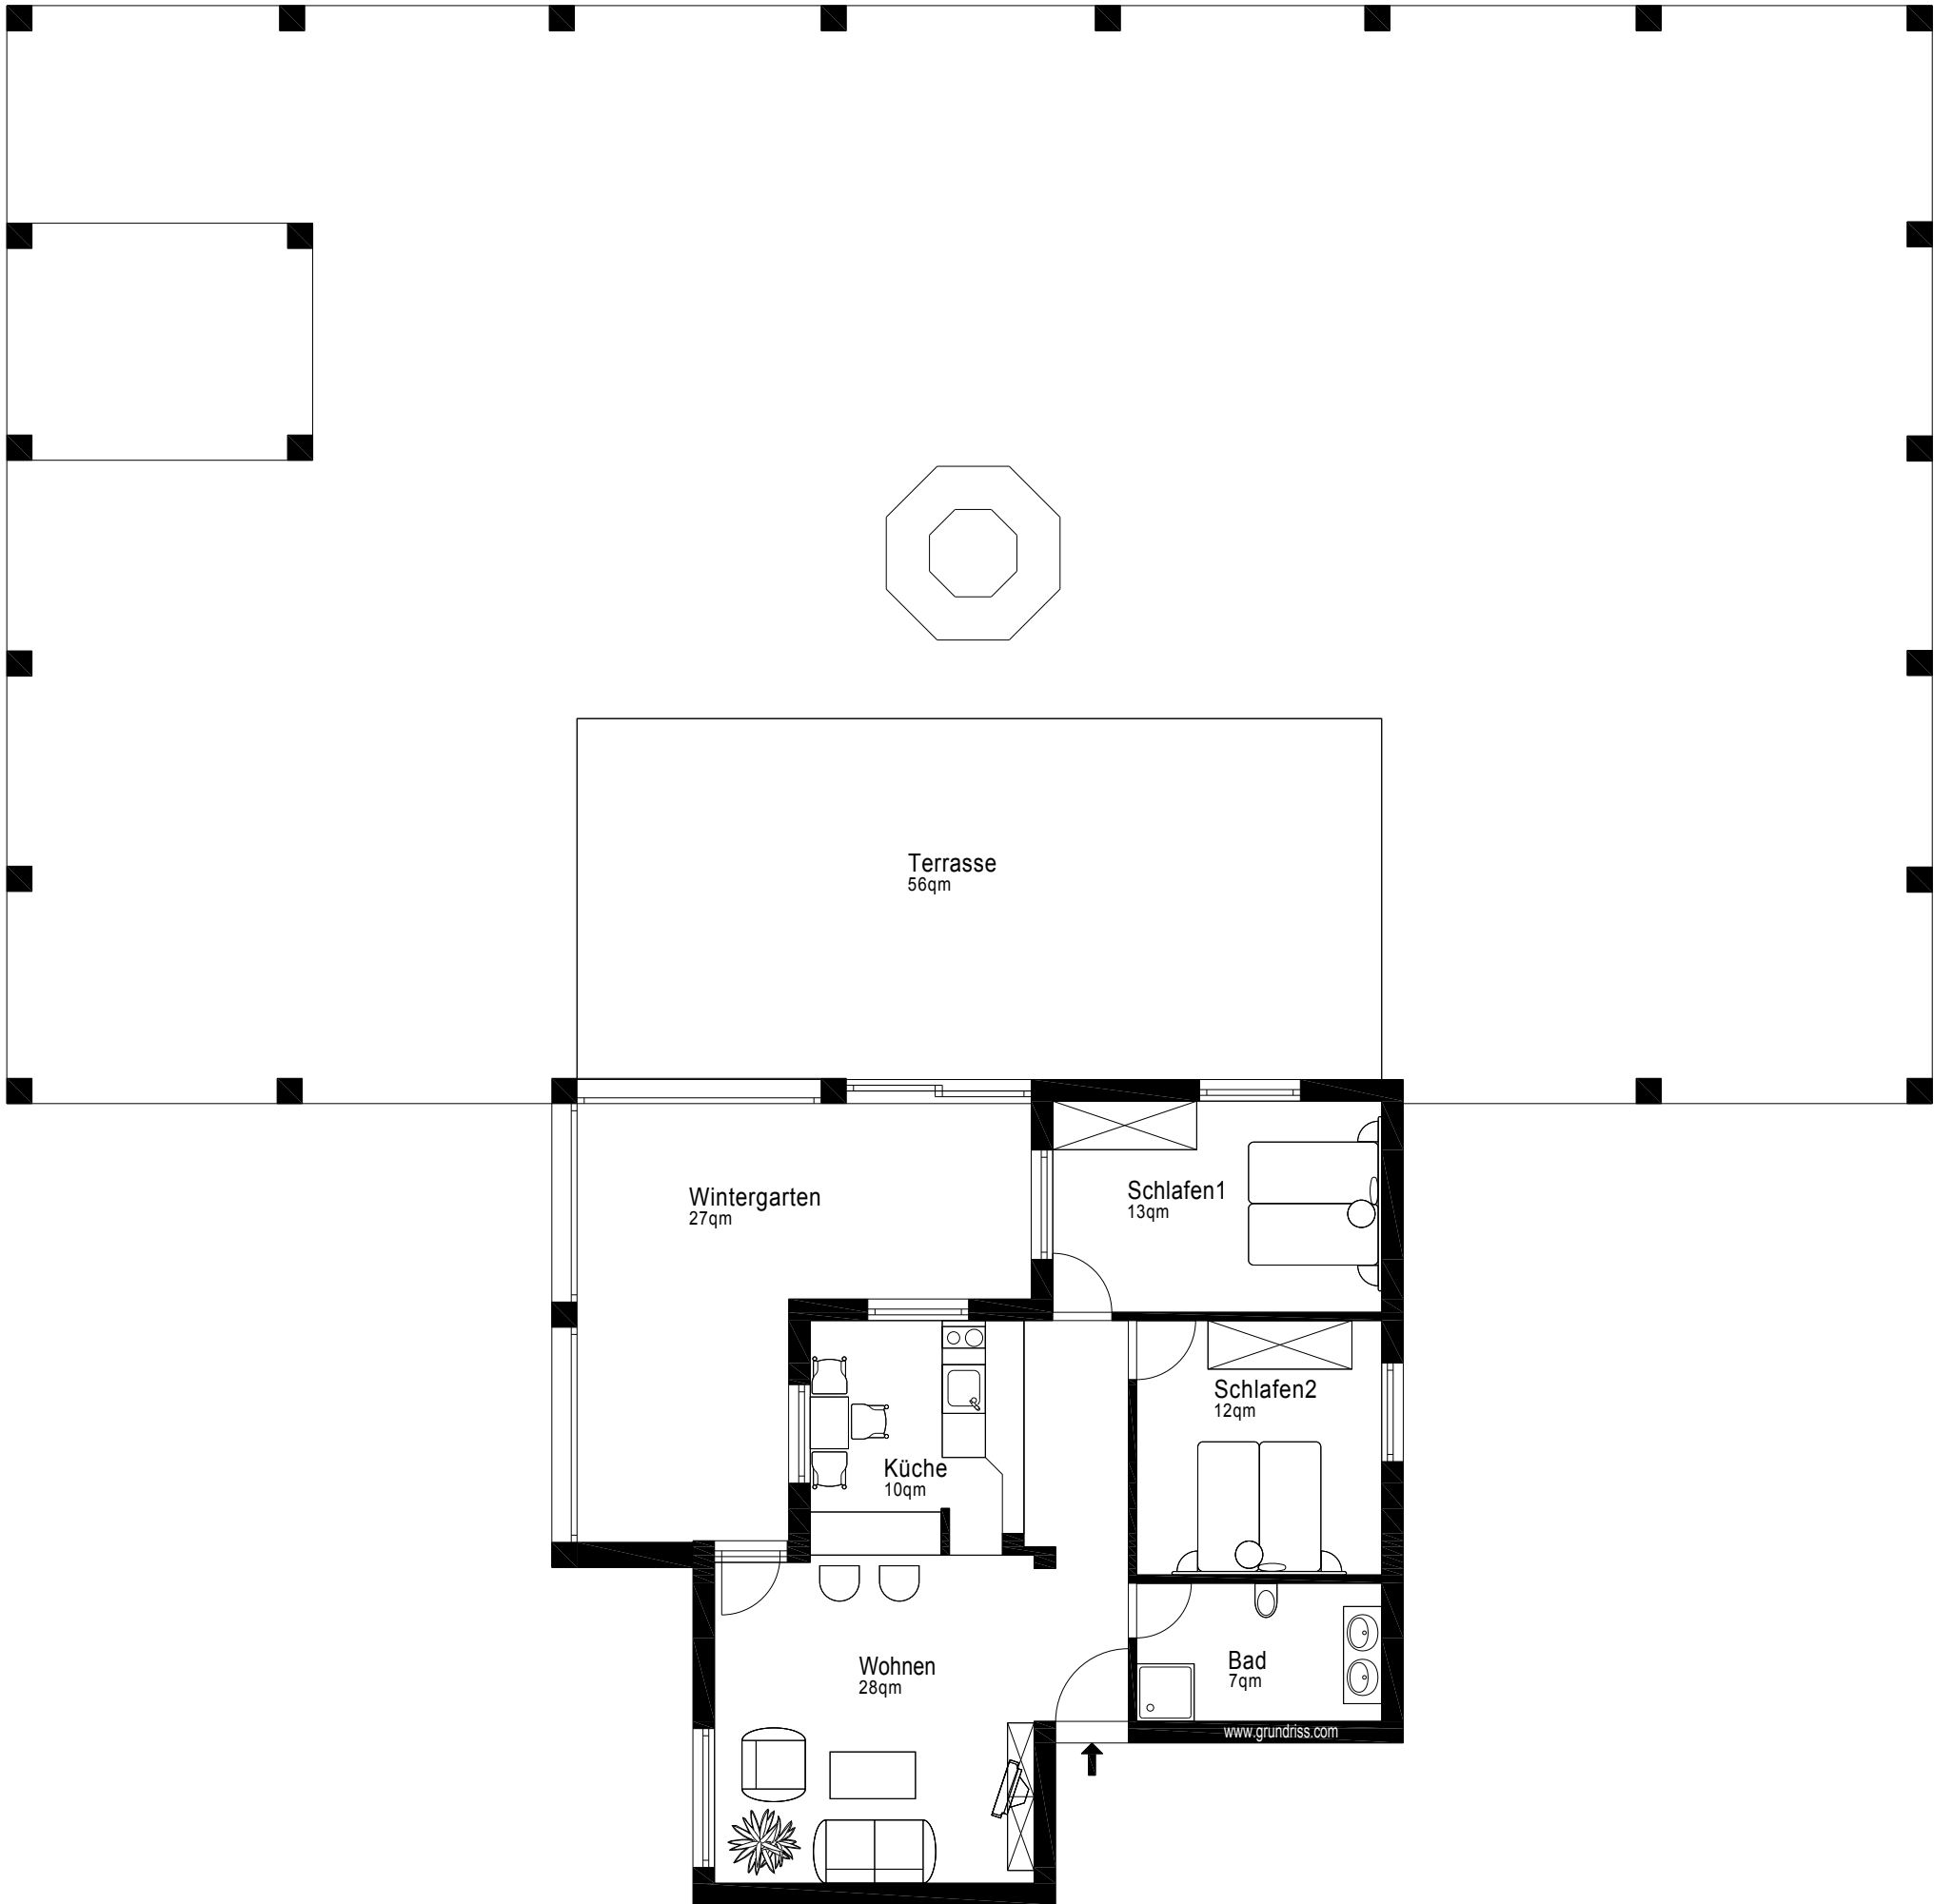 Terrasse
56qm
Wintergarten
27qm
Schlafen1
13qm
Schlafen2
12qm
Küche
10qm
Wohnen
28qm
Bad
7qm
www.grundriss.com